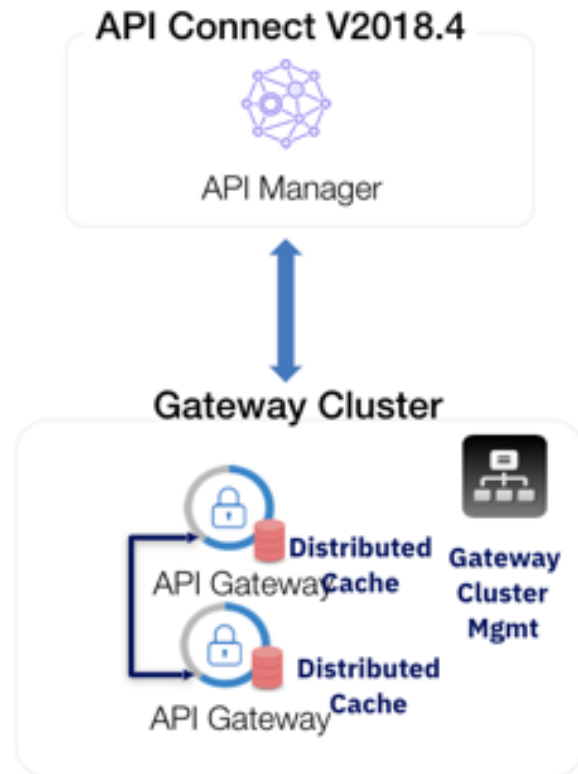 API Connect V2018.4
API Manager
Gateway Cluster
Distributed
Cache
API Gateway
Gateway
Cluster
Mgmt
Distributed
Cache
API Gateway